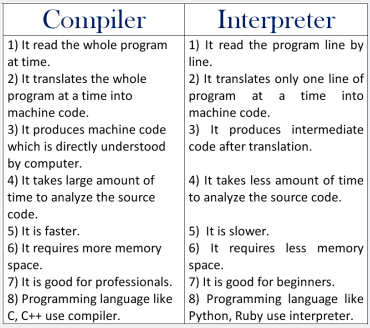 Compiler
Interpreter
1) It read the whole program
at time.
2) It translates the whole
program at a time into
machine code.
3) It produces machine code
which is directly understood
by computer.
4) It takes large amount of
time to analyze the source
code.
5) It is faster.
6) It requires more memory
space.
7) It is good for professionals.
8) Programming language like
C, C++ use compiler.
1) It read the program line by
line.
2) It translates only one line of
program at a time into
machine code.
3) It produces intermediate
code after translation.
4) It takes less amount of time
to analyze the source code.
5) It is slower.
6) It requires less memory
space.
7) It is good for beginners.
8) Programming language like
Python, Ruby use interpreter.